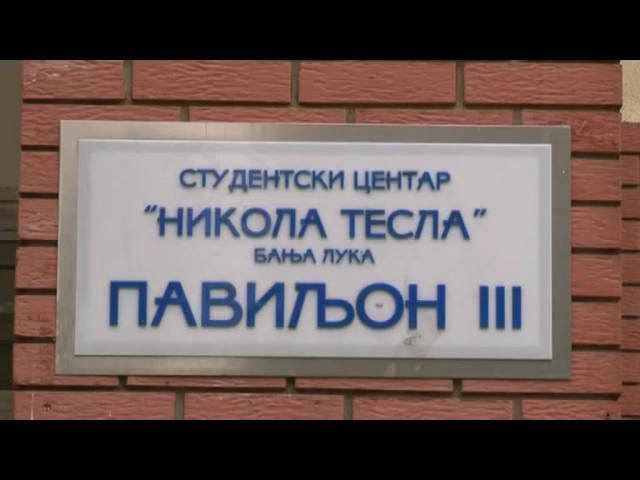 СТУДЕНТСКИ ЦЕНТАР
"НИКОЛА ТЕСЛА"
БАЊА ЛУКА
ПАВИЉОН III